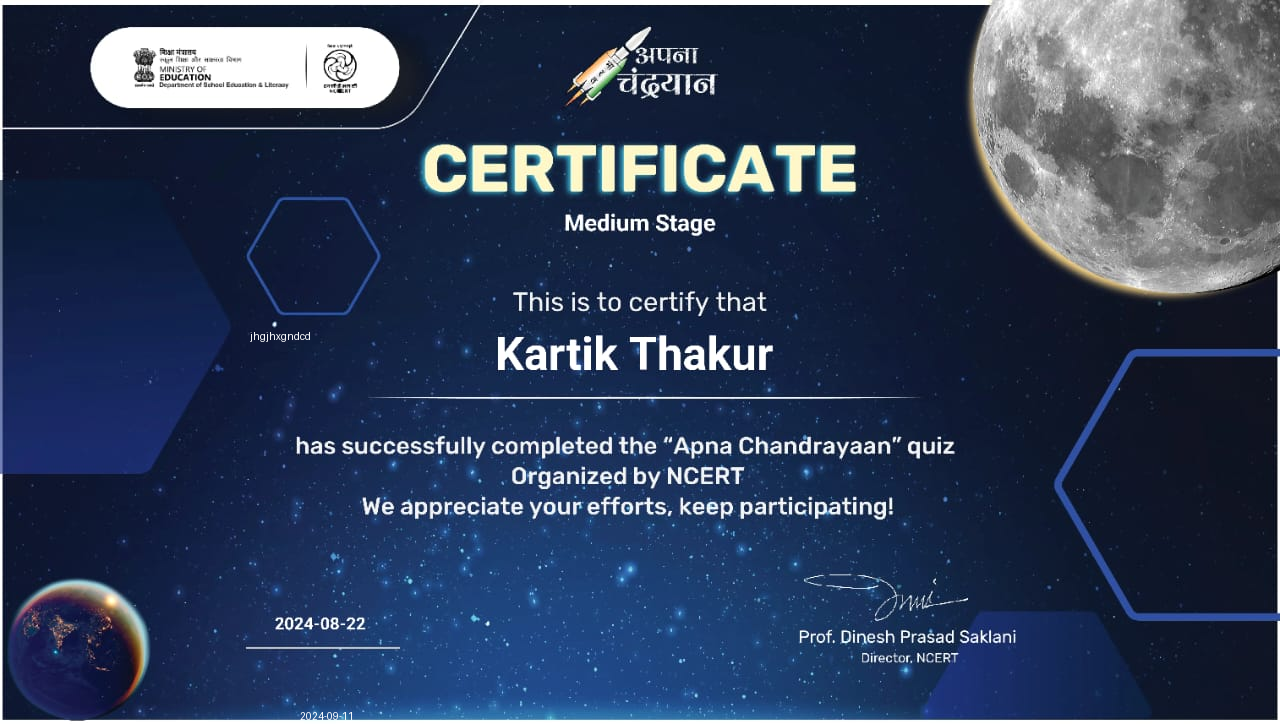 शिक्षा मंत्रालय
स्कूल शिक्षा और साक्षरता विभाग
MINISTRY OF
EDUCATION
Department of School Education & Literacy
NCERT
अपना
चंद्रयान
CERTIFICATE
Medium Stage
This is to certify that
jhgjhxgndcd
Kartik Thakur
has successfully completed the “Apna Chandrayaan” quiz
Organized by NCERT
We appreciate your efforts, keep participating!
2024-08-22
Prof. Dinesh Prasad Saklani
Director, NCERT
2024-09-11